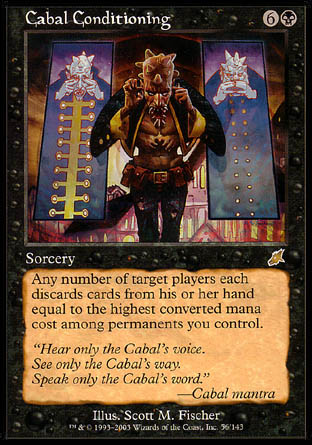 Cabal Conditioning 6
Sorcery
Any number of target players each
discards cards from his or her hand
equal to the highest converted mana
cost among permanents you control.
“Hear only the Cabal’s voice.
See only the Cabal’s way.
Speak only the Cabal’s word.”
—Cabal mantra
Illus. Scott M. Fischer
™ & © 1993–2003 Wizards of the Coast, Inc. 56/143